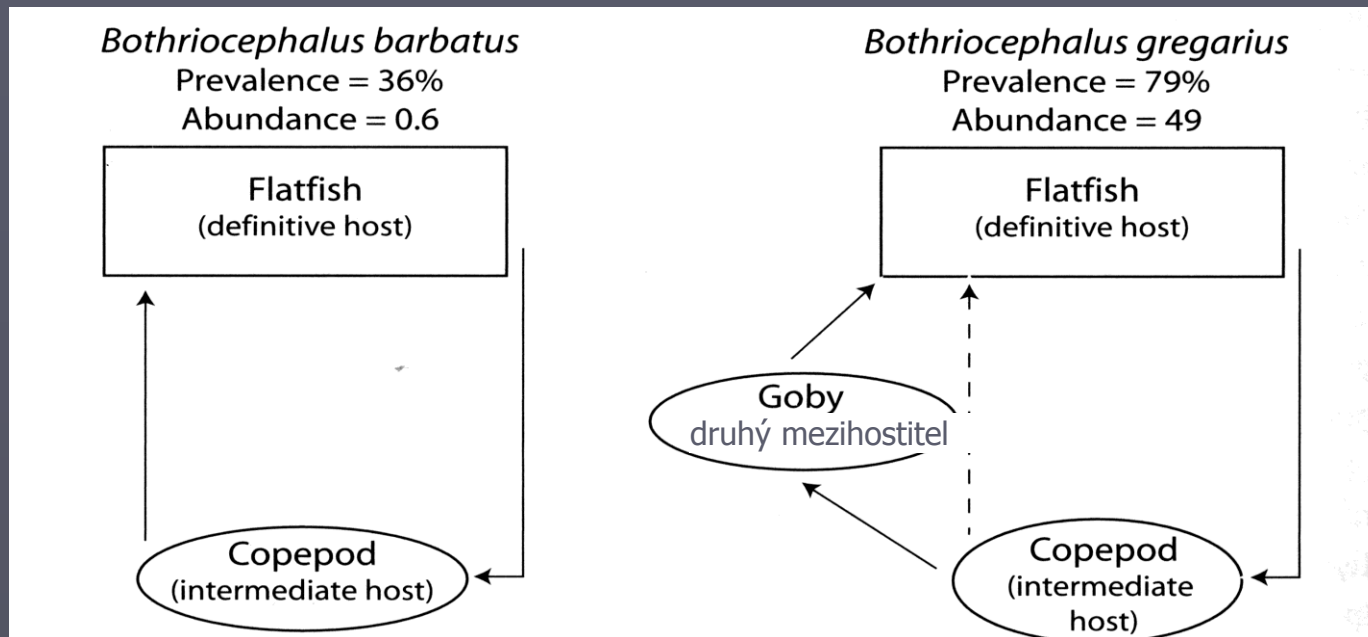 Bothriocephalus barbatus
Prevalence = 36%
Abundance = 0.6
Flatfish
(definitive host)
Copepod
(intermediate host)
Bothriocephalus gregarius
Prevalence = 79%
Abundance = 49
Flatfish
(definitive host)
Goby
druhý mezihostitel
Copepod
(intermediate
host)